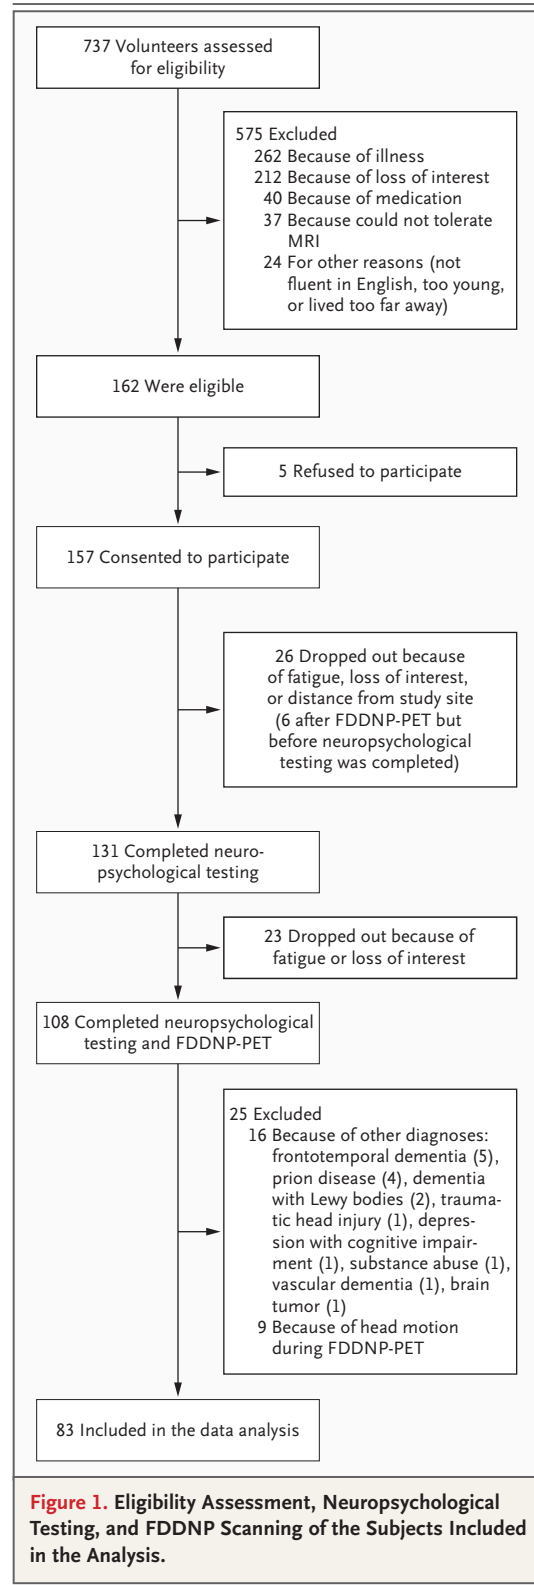 737 Volunteers assessed
for eligibility
575 Excluded
262 Because of illness
212 Because of loss of interest
40 Because of medication
37 Because could not tolerate
MRI
24 For other reasons (not
fluent in English, too young,
or lived too far away)
162 Were eligible
5 Refused to participate
157 Consented to participate
26 Dropped out because
of fatigue, loss of interest,
or distance from study site
(6 after FDDNP-PET but
before neuropsychological
testing was completed)
131 Completed neuro-
psychological testing
23 Dropped out because of
fatigue or loss of interest
108 Completed neuropsychological
testing and FDDNP-PET
25 Excluded
16 Because of other diagnoses:
frontotemporal dementia (5),
prion disease (4), dementia
with Lewy bodies (2), trauma-
tic head injury (1), depres-
sion with cognitive impair-
ment (1), substance abuse (1),
vascular dementia (1), brain
tumor (1)
9 Because of head motion
during FDDNP-PET
83 Included in the data analysis
Figure 1. Eligibility Assessment, Neuropsychological
Testing, and FDDNP Scanning of the Subjects Included
in the Analysis.